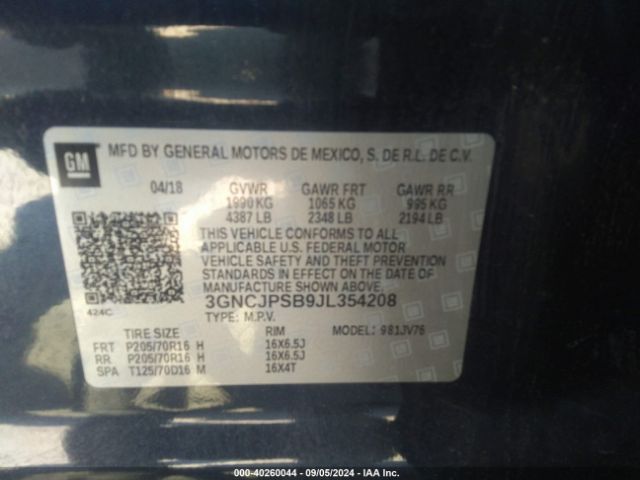 GM MFD BY GENERAL MOTORS DE MEXICO, S. DE R.L. DE C.V.
04/18 GVWR GAWR FRT GAWR RR
1990 KG 1065 KG 995 KG
4387 LB 2348 LB 2194 LB
THIS VEHICLE CONFORMS TO ALL
APPLICABLE U.S. FEDERAL MOTOR
VEHICLE SAFETY AND THEFT PREVENTION
STANDARDS IN EFFECT ON THE DATE OF
MANUFACTURE SHOWN ABOVE.
424C 3GNCJPSB9JL354208
TYPE: M.P.V.
TIRE SIZE RIM MODEL: 981JV76
FRT P205/70R16 H 16X6.5J
RR P205/70R16 H 16X6.5J
SPA T125/70D16 M 16X4T
000-40260044 - 09/05/2024 - IAA Inc.